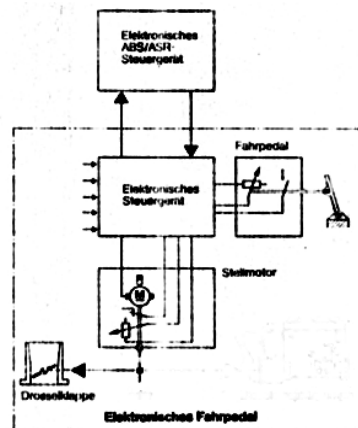 Elektronisches
ABS/ASR-
Steuergerät
Fahrpedal
Elektronisches
Steuergerät
Stellmotor
M
Drosselklappe
Elektronisches Fahrpedal